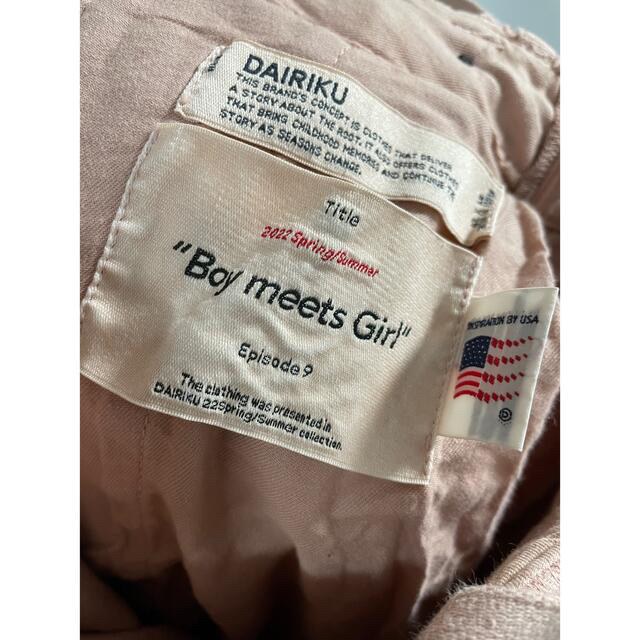 DAIRIKU
THIS BRAND'S CONCEPT IS CLOTHES THAT DELIVER
A STORY ABOUT THE ROOT. IT ALSO OFFERS CLOTHES
THAT BRING CHILDHOOD MEMORIES AND CONTINUE THE
STORY AS SEASONS CHANGE.
Title
2022 Spring/Summer
"Boy meets Girl"
Episode 9
The clothing was presented in
DAIRIKU 22Spring/Summer collection.
BY USA